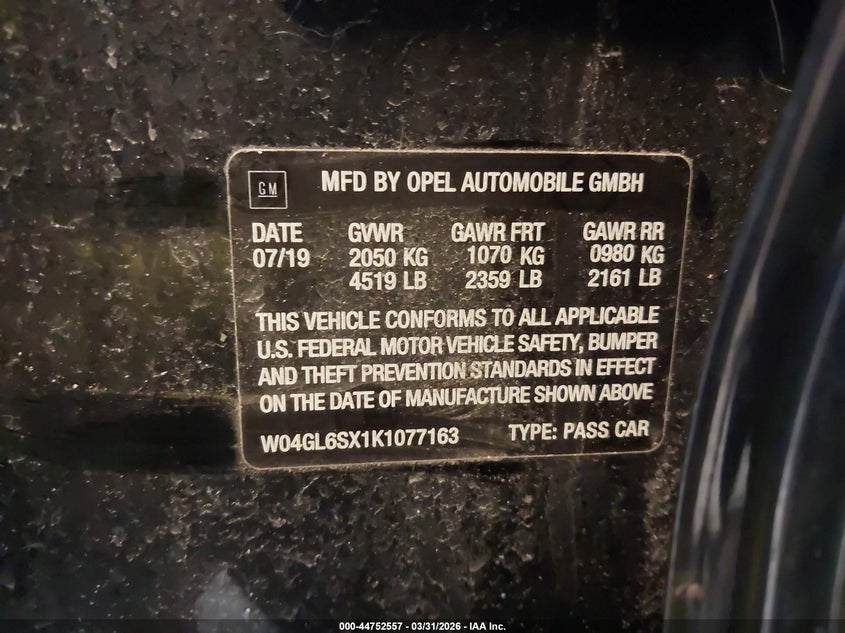 GM
MFD BY OPEL AUTOMOBILE GMBH
DATE GVWR GAWR FRT GAWR RR
07/19 2050 KG 1070 KG 0980 KG
4519 LB 2359 LB 2161 LB
THIS VEHICLE CONFORMS TO ALL APPLICABLE
U.S. FEDERAL MOTOR VEHICLE SAFETY, BUMPER
AND THEFT PREVENTION STANDARDS IN EFFECT
ON THE DATE OF MANUFACTURE SHOWN ABOVE
W04GL6SX1K1077163 TYPE: PASS CAR
000-44752557 - 03/31/2026 - IAA Inc.